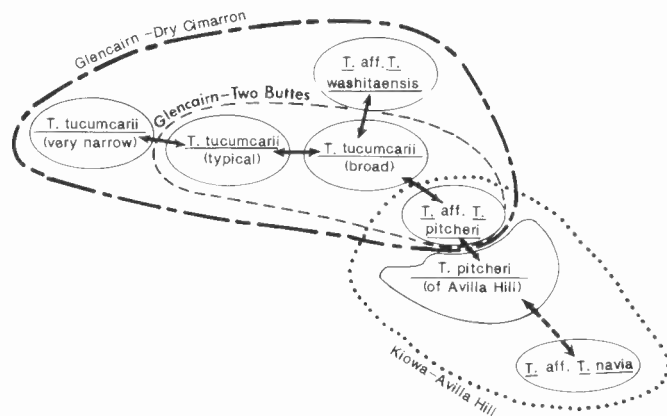 Glencairn-Dry Cimarron
T. aff. T.
washitaensis
Glencairn-Two Buttes
T. tucumcarii
(very narrow)
T. tucumcarii
(typical)
T. tucumcarii
(broad)
T. aff. T.
pitcheri
T. pitcheri
(of Avilla Hill)
T. aff. T. navia
Kiowa-Avilla Hill